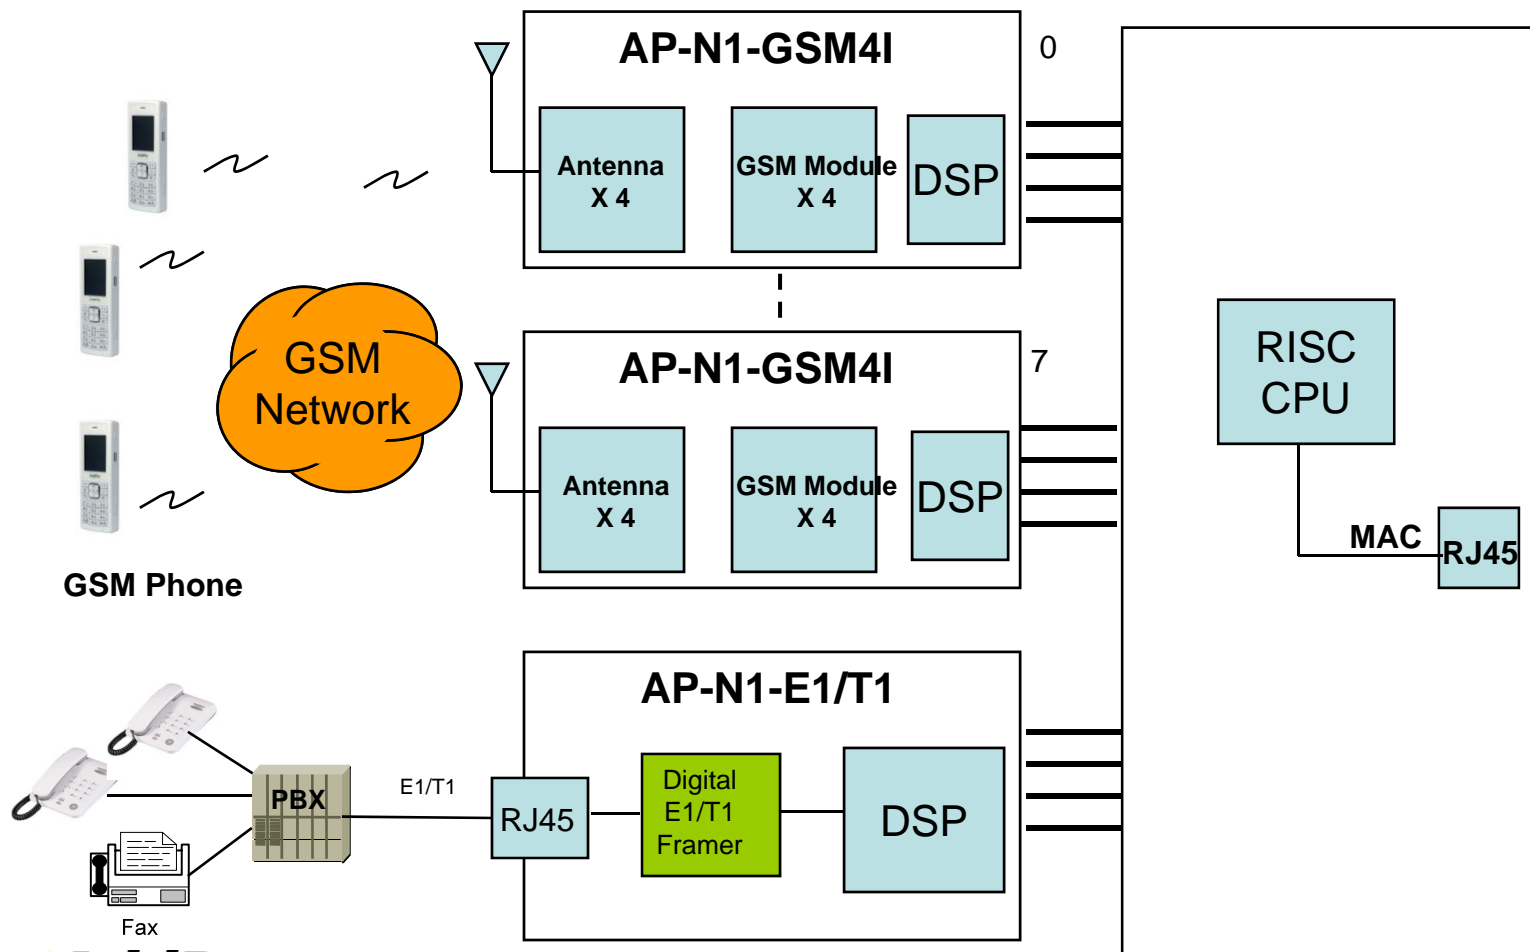 AP-N1-GSM4I
0
Antenna
X 4
GSM Module
X 4
DSP
GSM
Network
AP-N1-GSM4I
7
Antenna
X 4
GSM Module
X 4
DSP
RISC
CPU
MAC
RJ45
GSM Phone
AP-N1-E1/T1
PBX
E1/T1
RJ45
Digital
E1/T1
Framer
DSP
Fax